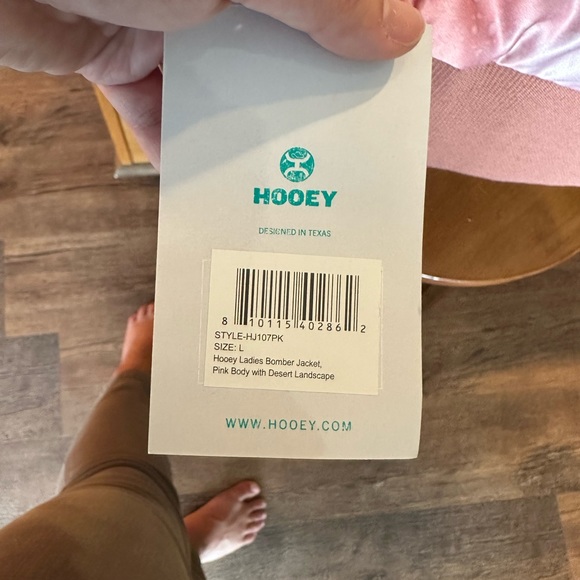 HOOEY
DESIGNED IN TEXAS
8 10115 40286 2
STYLE-HJ107PK
SIZE: L
Hooey Ladies Bomber Jacket,
Pink Body with Desert Landscape
WWW.HOOEY.COM